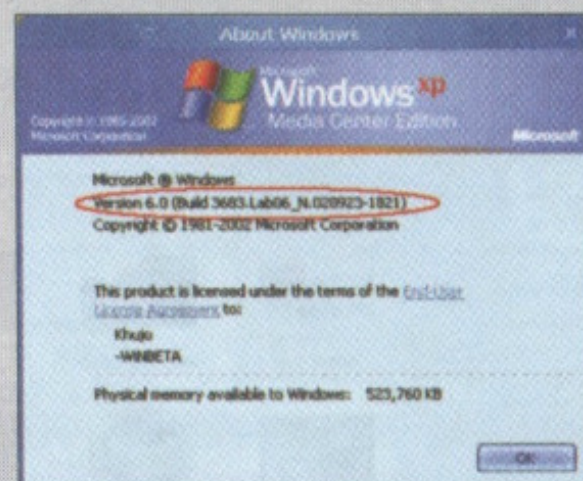 About Windows
Microsoft
Windows xp
Media Center Edition
Copyright © 1985-2002
Microsoft Corporation
Microsoft
Microsoft ® Windows
Version 6.0 (Build 3683.Lab06_N.020923-1821)
Copyright © 1981-2002 Microsoft Corporation
This product is licensed under the terms of the End-User
License Agreement to:
Khujo
-WINBETA
Physical memory available to Windows: 523,760 KB
OK